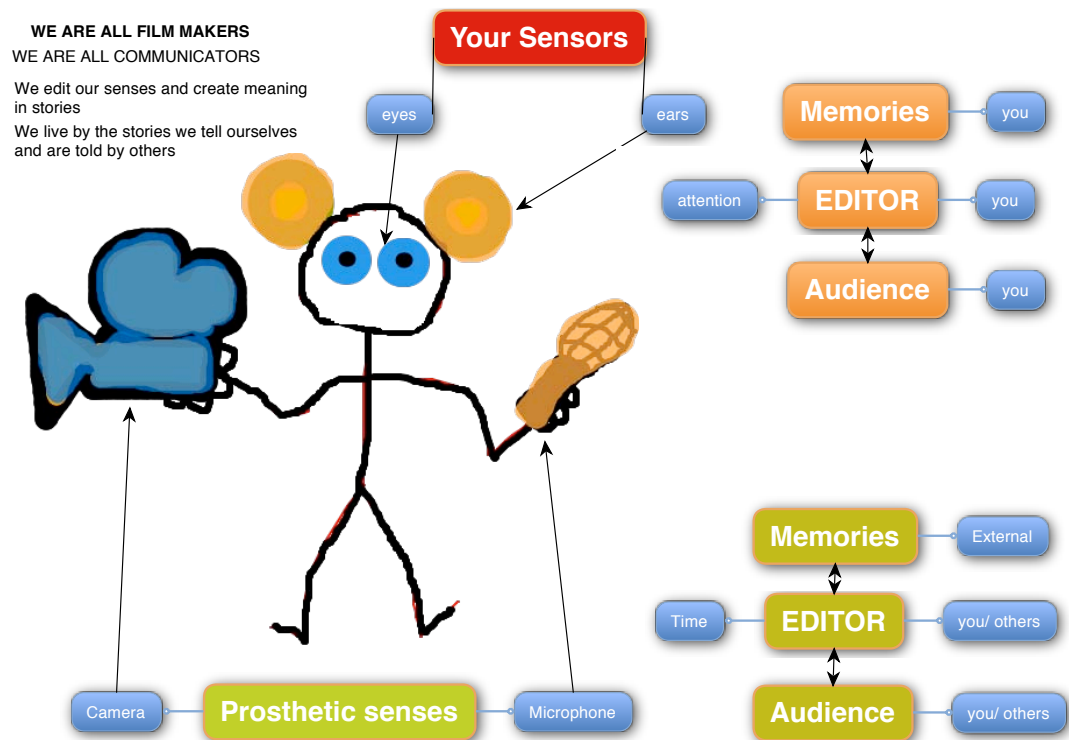 WE ARE ALL FILM MAKERS
WE ARE ALL COMMUNICATORS
We edit our senses and create meaning
in stories
We live by the stories we tell ourselves
and are told by others
Your Sensors
eyes
ears
Memories
you
attention
EDITOR
you
Audience
you
Memories
External
Time
EDITOR
you/ others
Audience
you/ others
Camera
Prosthetic senses
Microphone